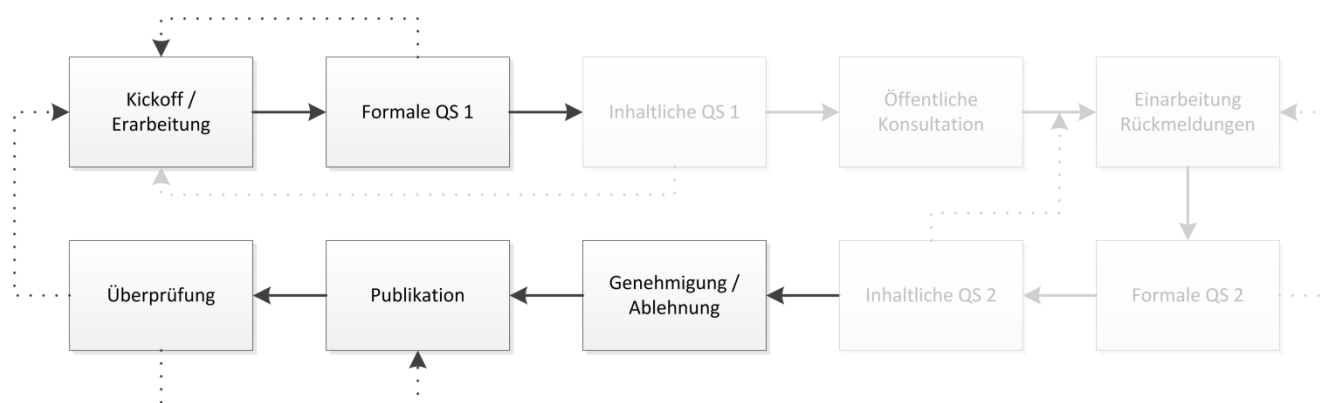 Kickoff /
Erarbeitung
Formale QS 1
Inhaltliche QS 1
Öffentliche
Konsultation
Einarbeitung
Rückmeldungen
Überprüfung
Publikation
Genehmigung /
Ablehnung
Inhaltliche QS 2
Formale QS 2